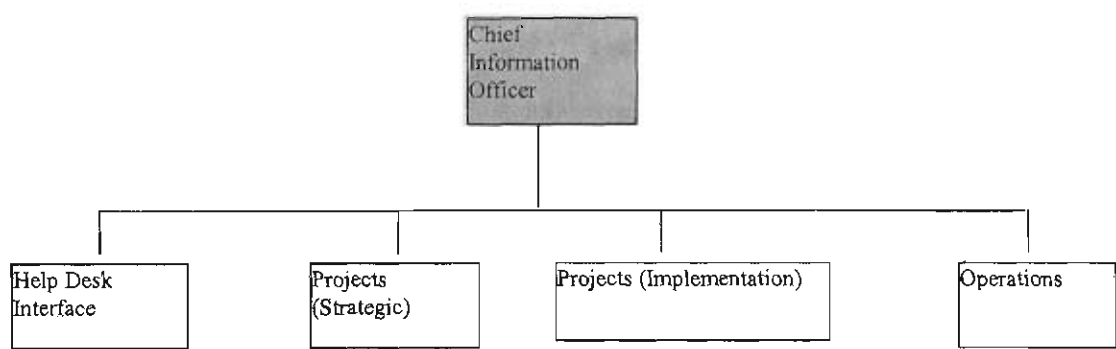 Chief
Information
Officer
Help Desk
Interface
Projects
(Strategic)
Projects (Implementation)
Operations